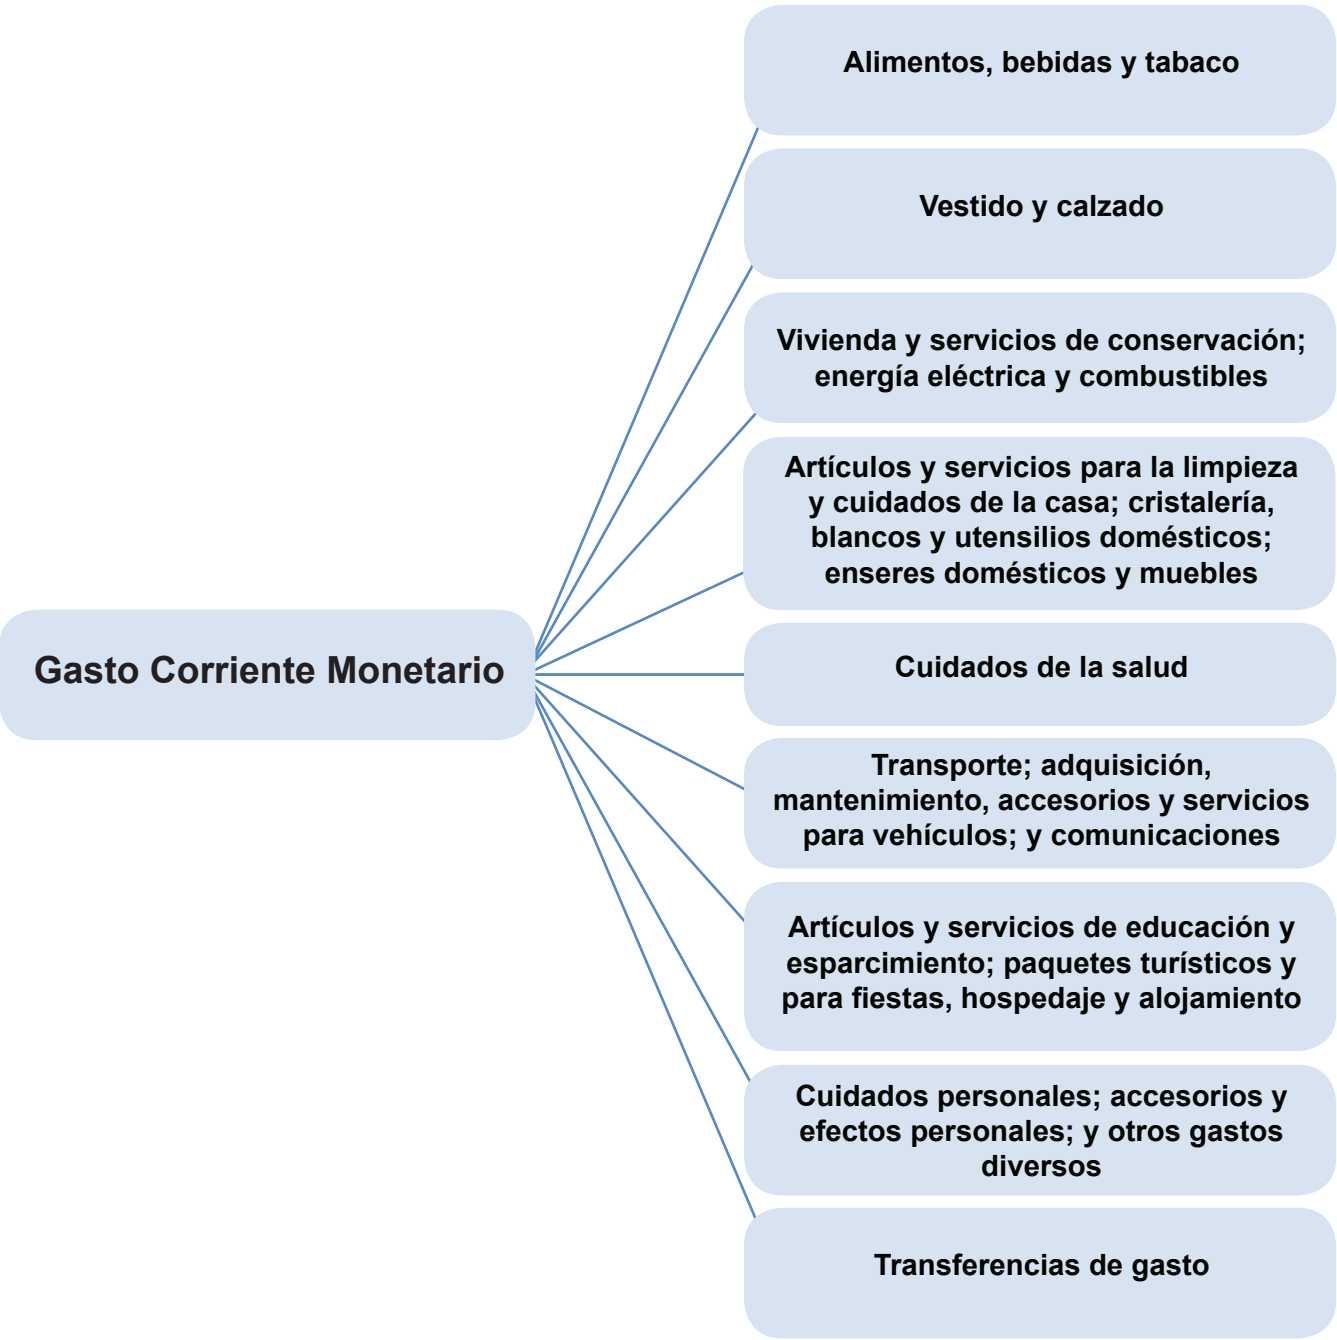 Alimentos, bebidas y tabaco
Vestido y calzado
Vivienda y servicios de conservación;
energía eléctrica y combustibles
Artículos y servicios para la limpieza
y cuidados de la casa; cristalería,
blancos y utensilios domésticos;
enseres domésticos y muebles
Gasto Corriente Monetario
Cuidados de la salud
Transporte; adquisición,
mantenimiento, accesorios y servicios
para vehículos; y comunicaciones
Artículos y servicios de educación y
esparcimiento; paquetes turísticos y
para fiestas, hospedaje y alojamiento
Cuidados personales; accesorios y
efectos personales; y otros gastos
diversos
Transferencias de gasto